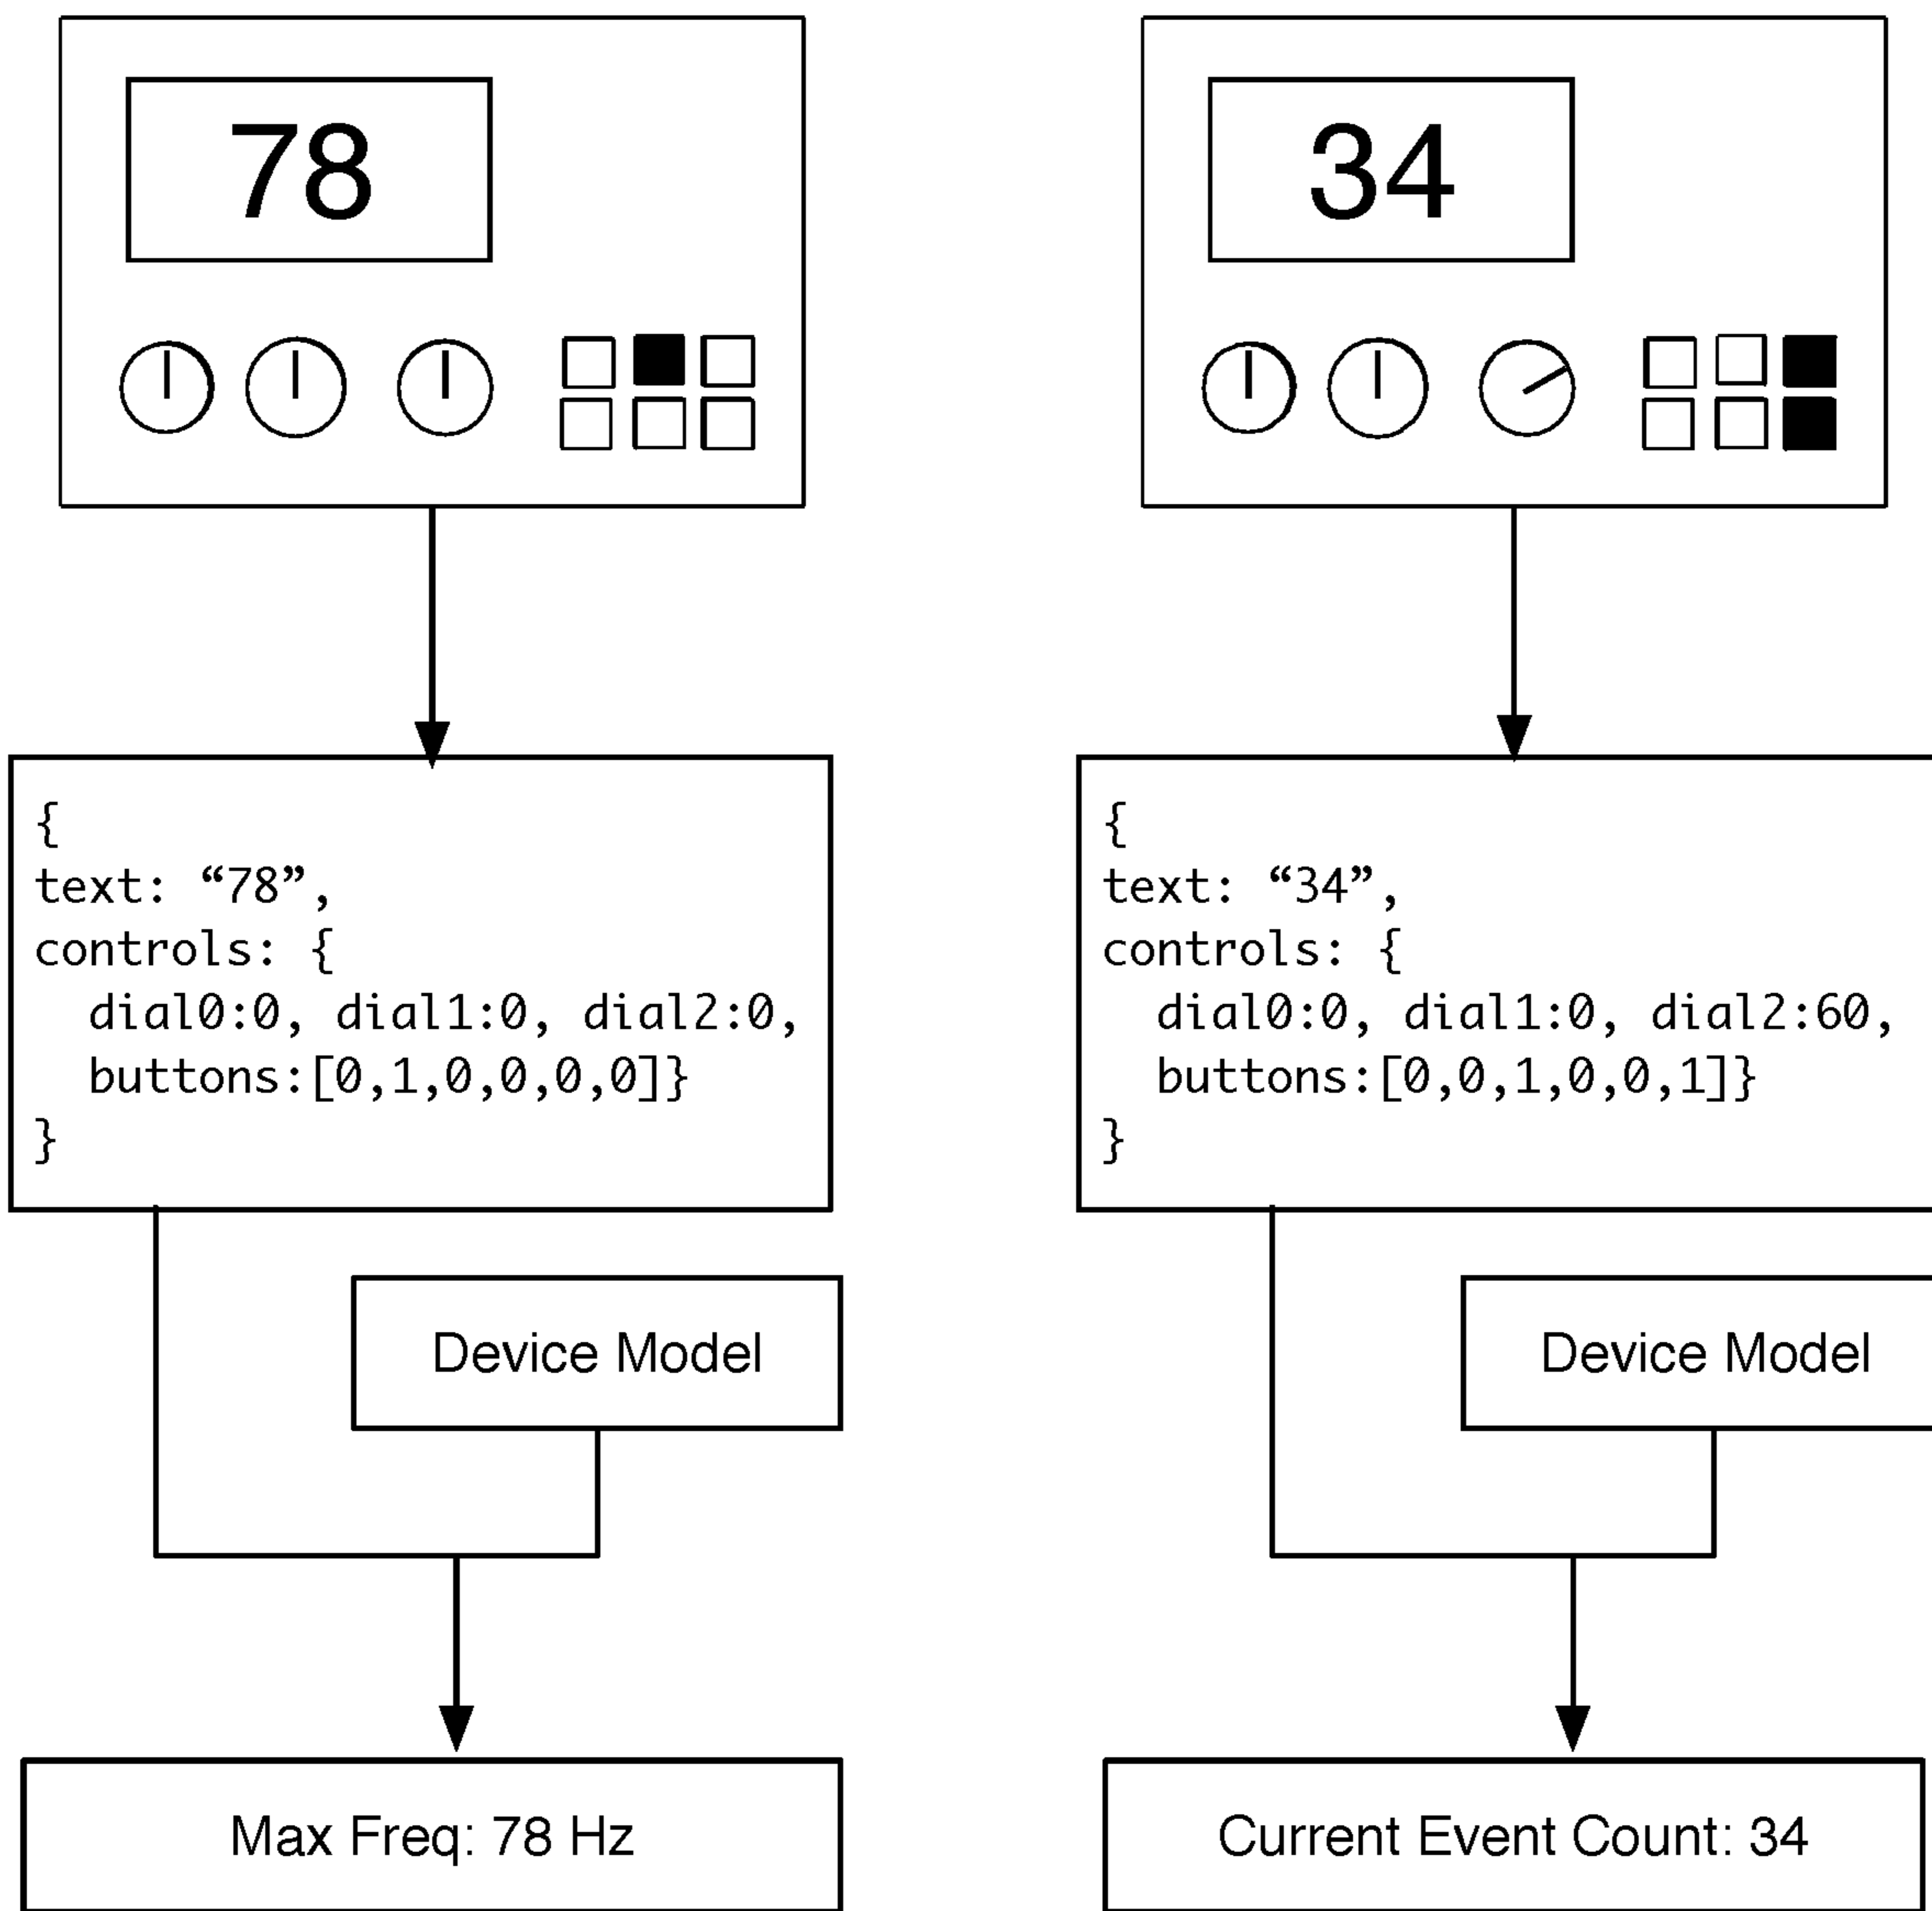 78
{
text: “78”,
controls: {
dial0:0, dial1:0, dial2:0,
buttons:[0,1,0,0,0,0]}
}
Device Model
Max Freq: 78 Hz
34
{
text: “34”,
controls: {
dial0:0, dial1:0, dial2:60,
buttons:[0,0,1,0,0,1]}
}
Device Model
Current Event Count: 34